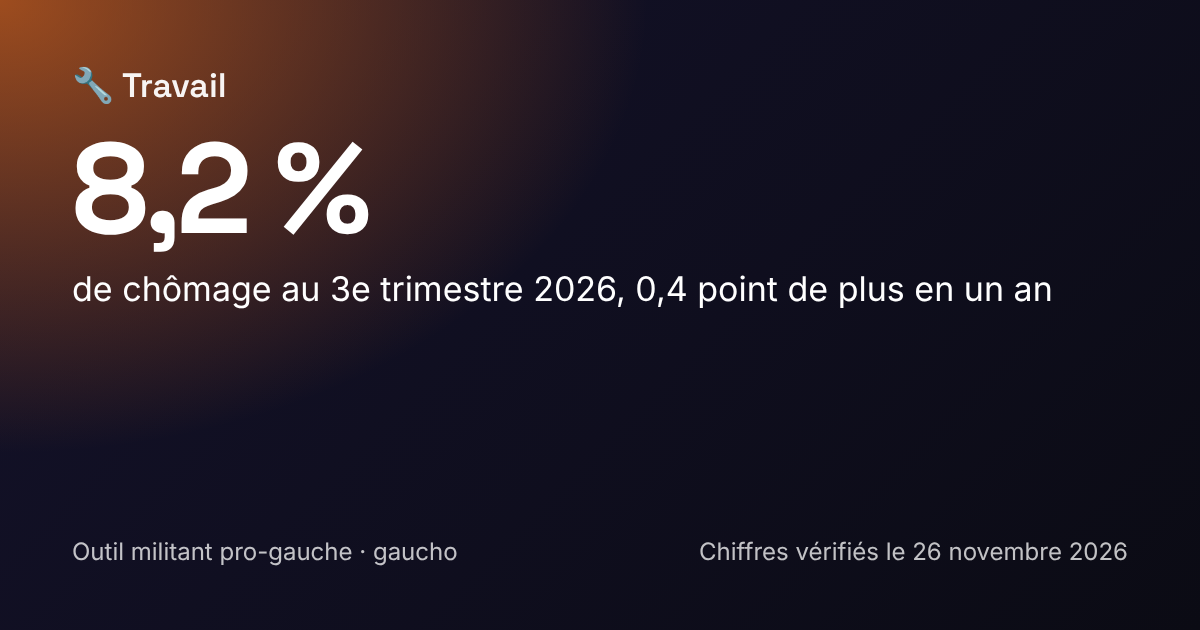 🔧 Travail
8,2 %
de chômage au 3e trimestre 2026, 0,4 point de plus en un an
Outil militant pro-gauche · gaucho
Chiffres vérifiés le 26 novembre 2026